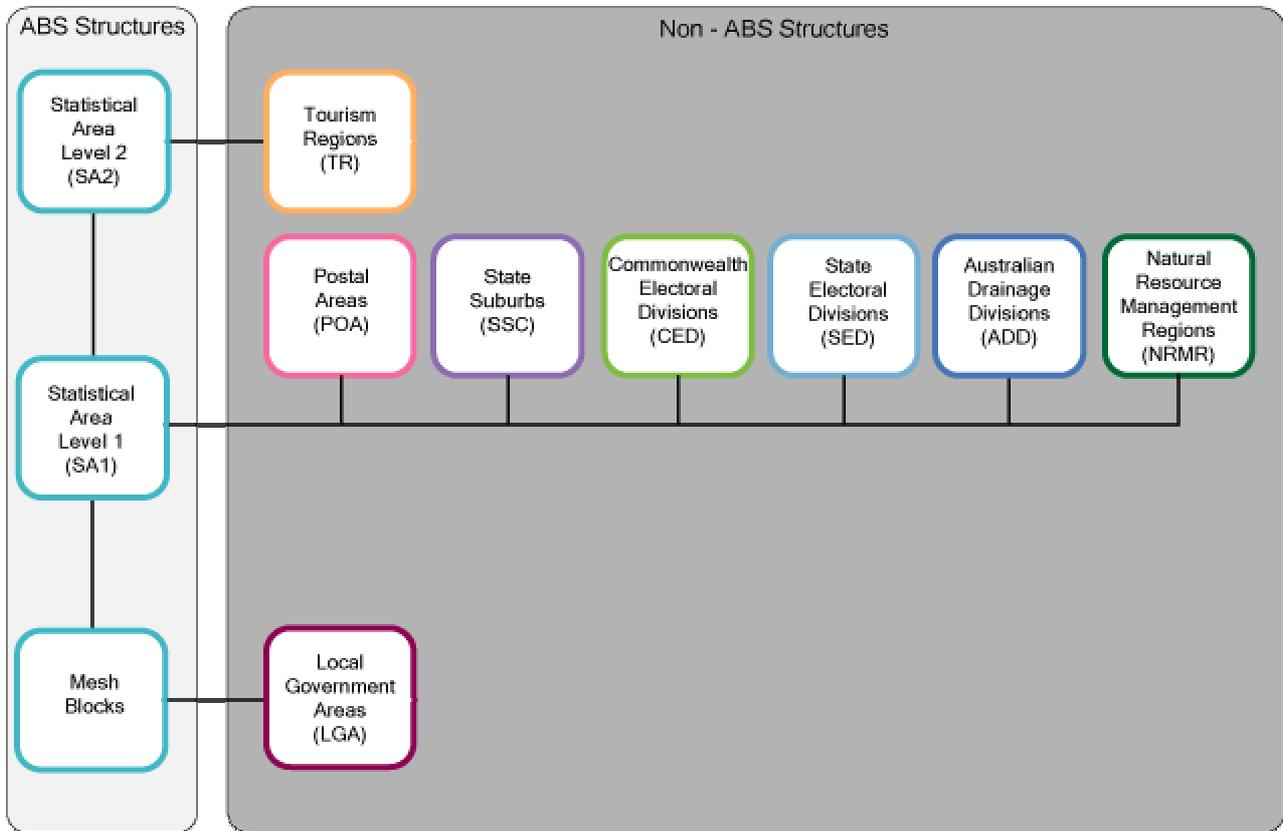 ABS Structures
Non - ABS Structures
Statistical
Area
Level 2
(SA2)
Tourism
Regions
(TR)
Postal
Areas
(POA)
State
Suburbs
(SSC)
Commonwealth
Electoral
Divisions
(CED)
State
Electoral
Divisions
(SED)
Australian
Drainage
Divisions
(ADD)
Natural
Resource
Management
Regions
(NRMR)
Statistical
Area
Level 1
(SA1)
Mesh
Blocks
Local
Government
Areas
(LGA)